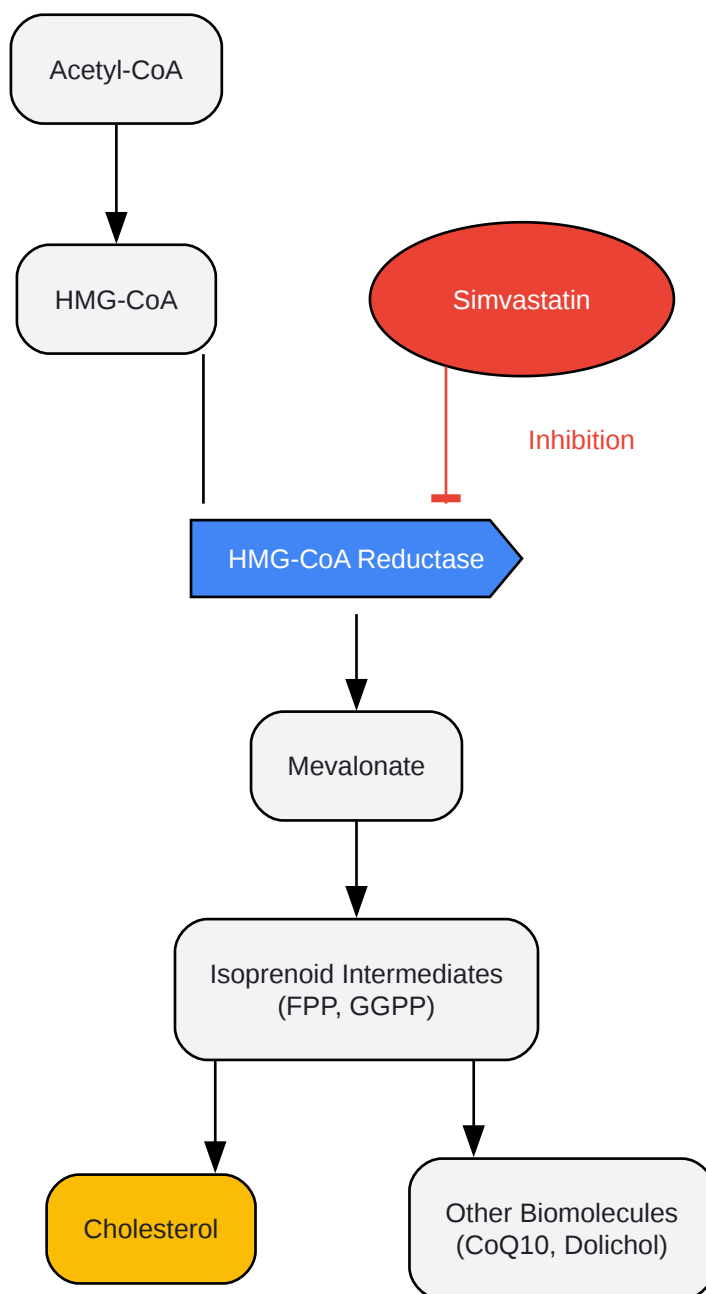 Acetyl-CoA
HMG-CoA
Simvastatin
Inhibition
HMG-CoA Reductase
Mevalonate
Isoprenoid Intermediates
(FPP, GGPP)
Cholesterol
Other Biomolecules
(CoQ10, Dolichol)